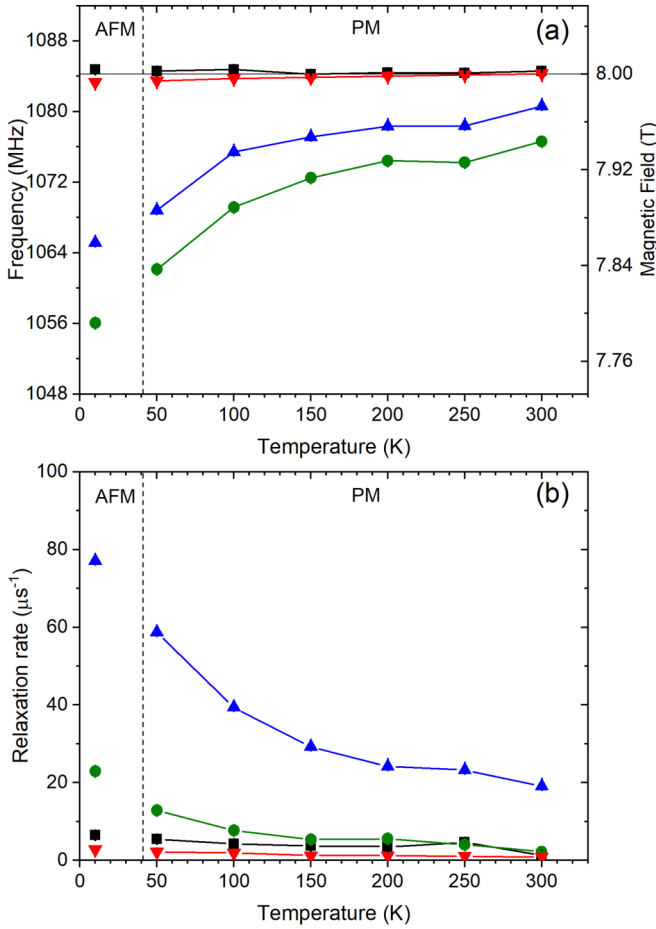 AFM PM (a)
1088
1080
1072
1064
1056
1048
Frequency (MHz)
8.00
7.92
7.84
7.76
Magnetic Field (T)
0 50 100 150 200 250 300
Temperature (K)
AFM PM (b)
100
80
60
40
20
0
Relaxation rate (μs⁻¹)
0 50 100 150 200 250 300
Temperature (K)